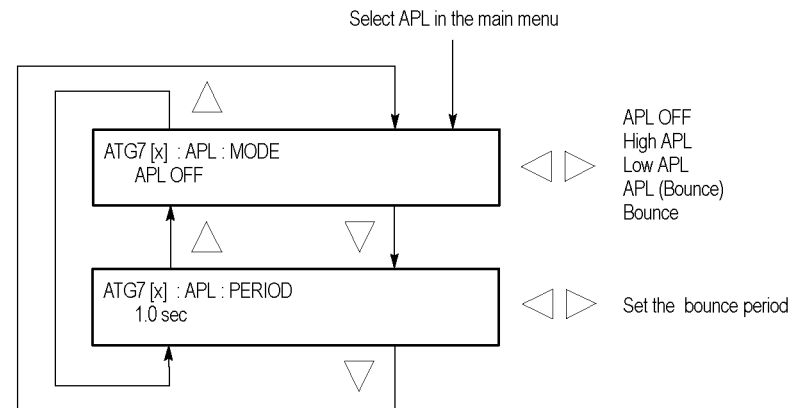 Select APL in the main menu
ATG7 [x] : APL : MODE
APL OFF
APL OFF
High APL
Low APL
APL (Bounce)
Bounce
ATG7 [x] : APL : PERIOD
1.0 sec
Set the bounce period